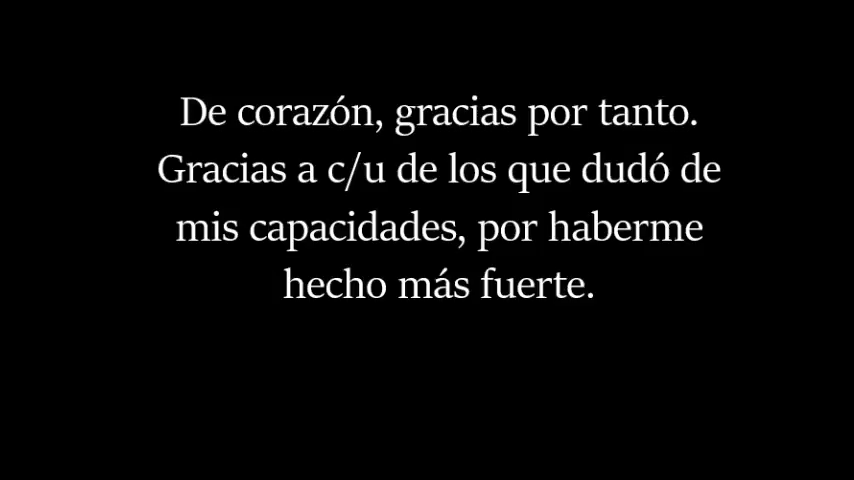 De corazón, gracias por tanto.
Gracias a c/u de los que dudó de
mis capacidades, por haberme
hecho más fuerte.